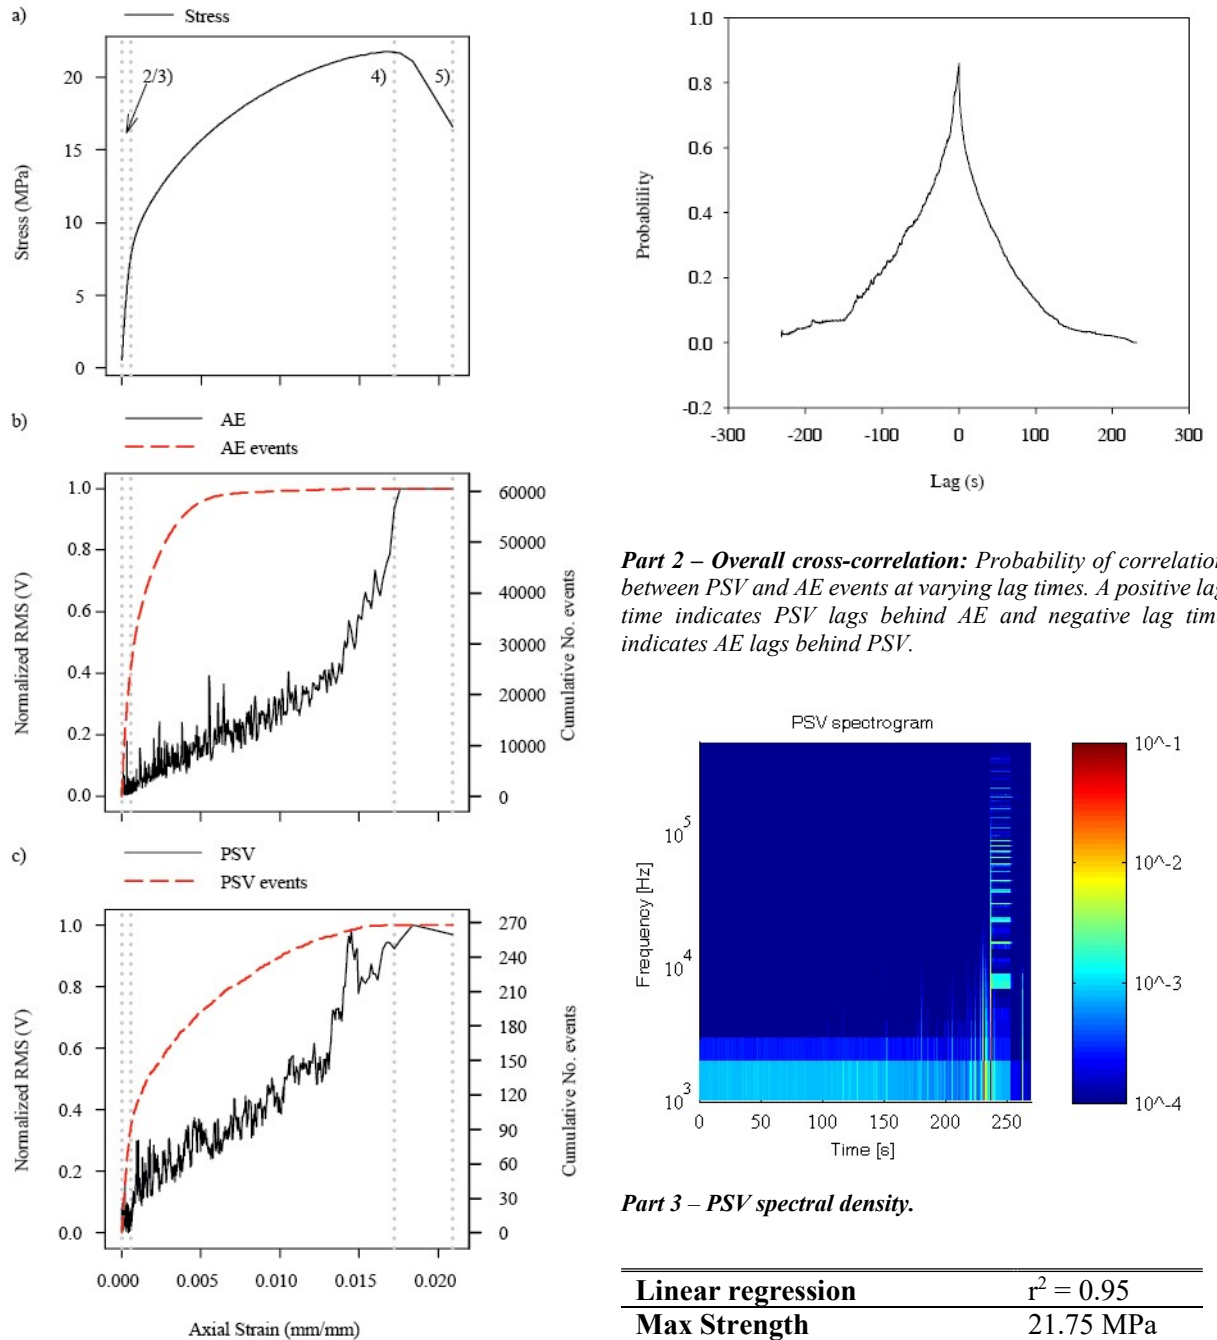 a)
Stress
20
15
10
5
0
Stress (MPa)
2/3)
4)
5)
b)
AE
AE events
1.0
0.8
0.6
0.4
0.2
0.0
Normalized RMS (V)
60000
50000
40000
30000
20000
10000
0
Cumulative No. events
c)
PSV
PSV events
1.0
0.8
0.6
0.4
0.2
0.0
Normalized RMS (V)
270
240
210
180
150
120
90
60
30
0
Cumulative No. events
0.000 0.005 0.010 0.015 0.020
Axial Strain (mm/mm)
1.0
0.8
0.6
0.4
0.2
0.0
-0.2
Probablility
-300 -200 -100 0 100 200 300
Lag (s)
Part 2 – Overall cross-correlation: Probability of correlation
between PSV and AE events at varying lag times. A positive lag
time indicates PSV lags behind AE and negative lag tim
indicates AE lags behind PSV.
PSV spectrogram
10^5
10^4
10^3
Frequency [Hz]
0 50 100 150 200 250
Time [s]
10^-1
10^-2
10^-3
10^-4
Part 3 – PSV spectral density.
Linear regression r² = 0.95
Max Strength 21.75 MPa